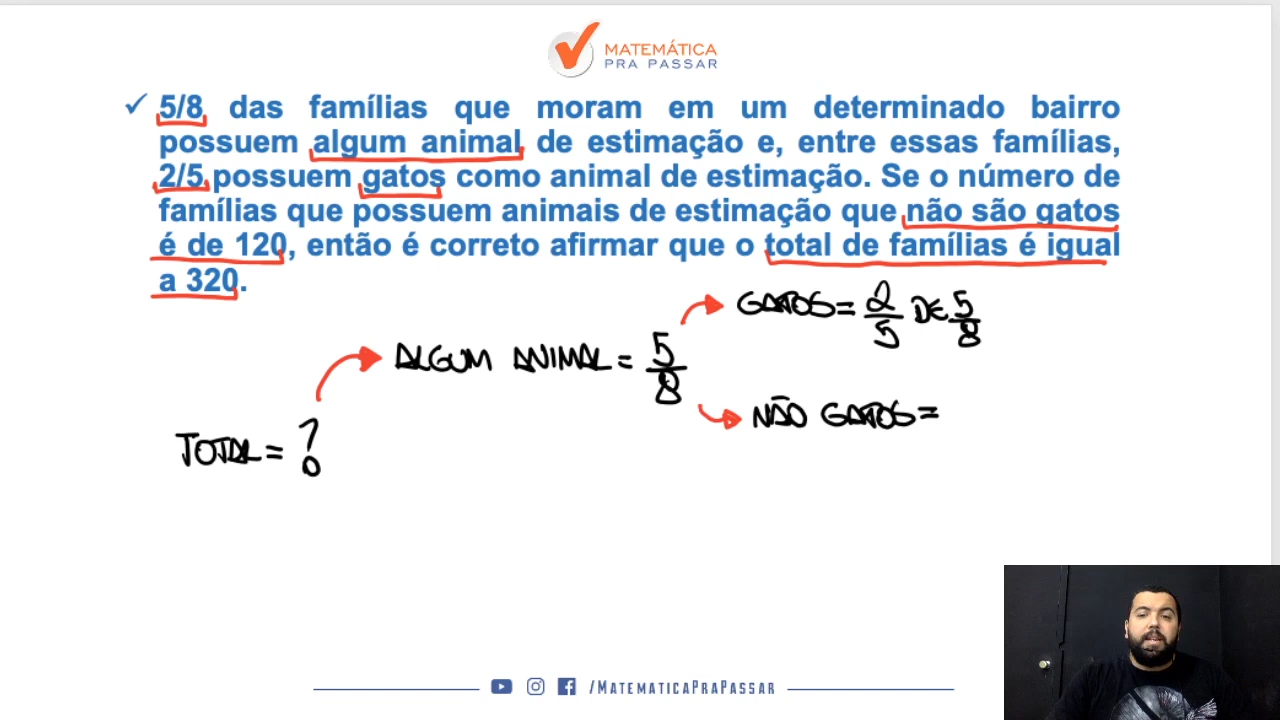 MATEMÁTICA
PRA PASSAR
✓ 5/8 das famílias que moram em um determinado bairro
possuem algum animal de estimação e, entre essas famílias,
2/5 possuem gatos como animal de estimação. Se o número de
famílias que possuem animais de estimação que não são gatos
é de 120, então é correto afirmar que o total de famílias é igual
a 320.
GATOS = 2/5 DE 5/8
ALGUM ANIMAL = 5/8
NÃO GATOS =
TOTAL = ?
/MATEMATICAPRAPASSAR